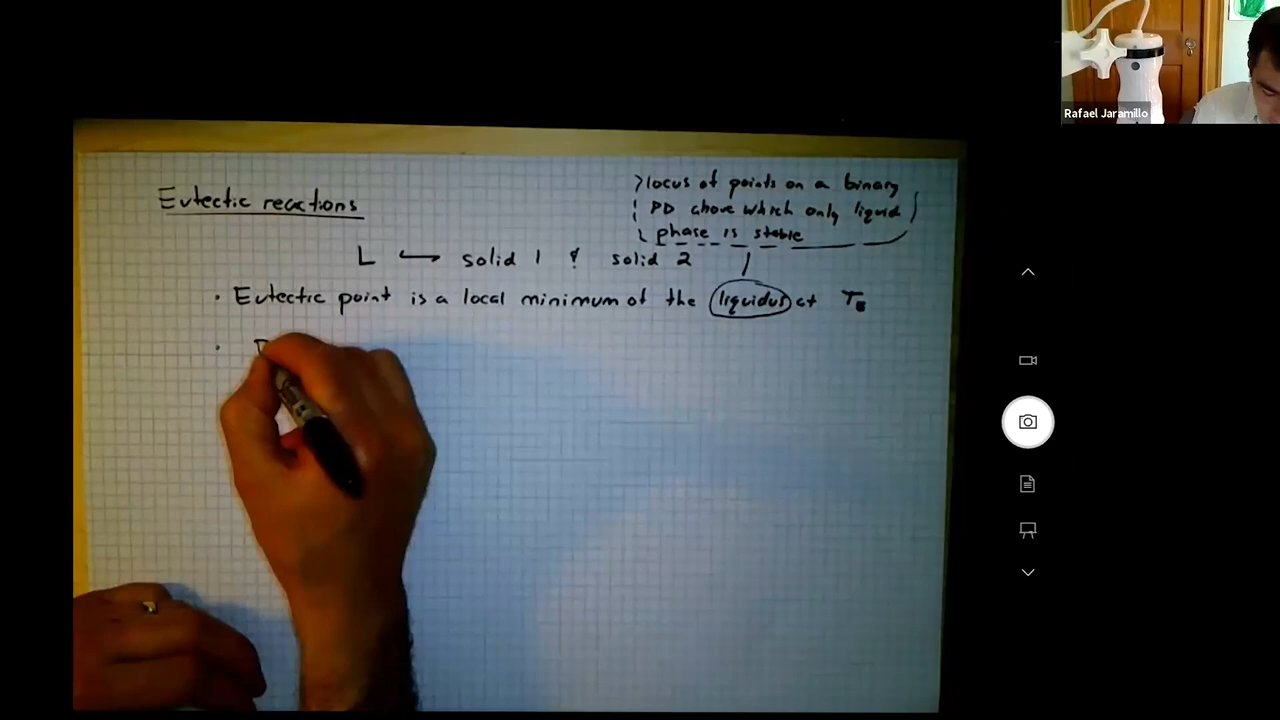 Eutectic reactions
locus of points on a binary
PD above which only liquid
phase is stable
L ⟷ solid 1 & solid 2
• Eutectic point is a local minimum of the liquidus at T_E
•
Rafael Jaramillo